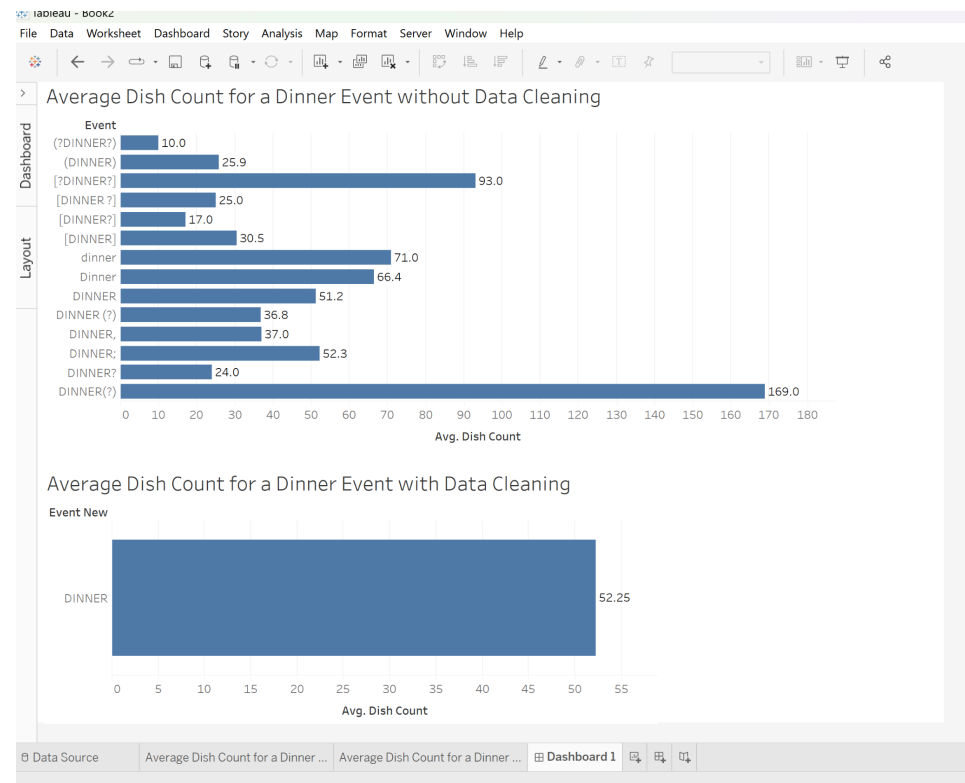 Tableau - Book2
File Data Worksheet Dashboard Story Analysis Map Format Server Window Help
Dashboard
Layout
Average Dish Count for a Dinner Event without Data Cleaning
Event
(?DINNER?) 10.0
(DINNER) 25.9
[?DINNER?] 93.0
[DINNER ?] 25.0
[DINNER?] 17.0
[DINNER] 30.5
dinner 71.0
Dinner 66.4
DINNER 51.2
DINNER (?) 36.8
DINNER, 37.0
DINNER; 52.3
DINNER? 24.0
DINNER(?) 169.0
0 10 20 30 40 50 60 70 80 90 100 110 120 130 140 150 160 170 180
Avg. Dish Count
Average Dish Count for a Dinner Event with Data Cleaning
Event New
DINNER 52.25
0 5 10 15 20 25 30 35 40 45 50 55
Avg. Dish Count
Data Source Average Dish Count for a Dinner ... Average Dish Count for a Dinner ... Dashboard 1